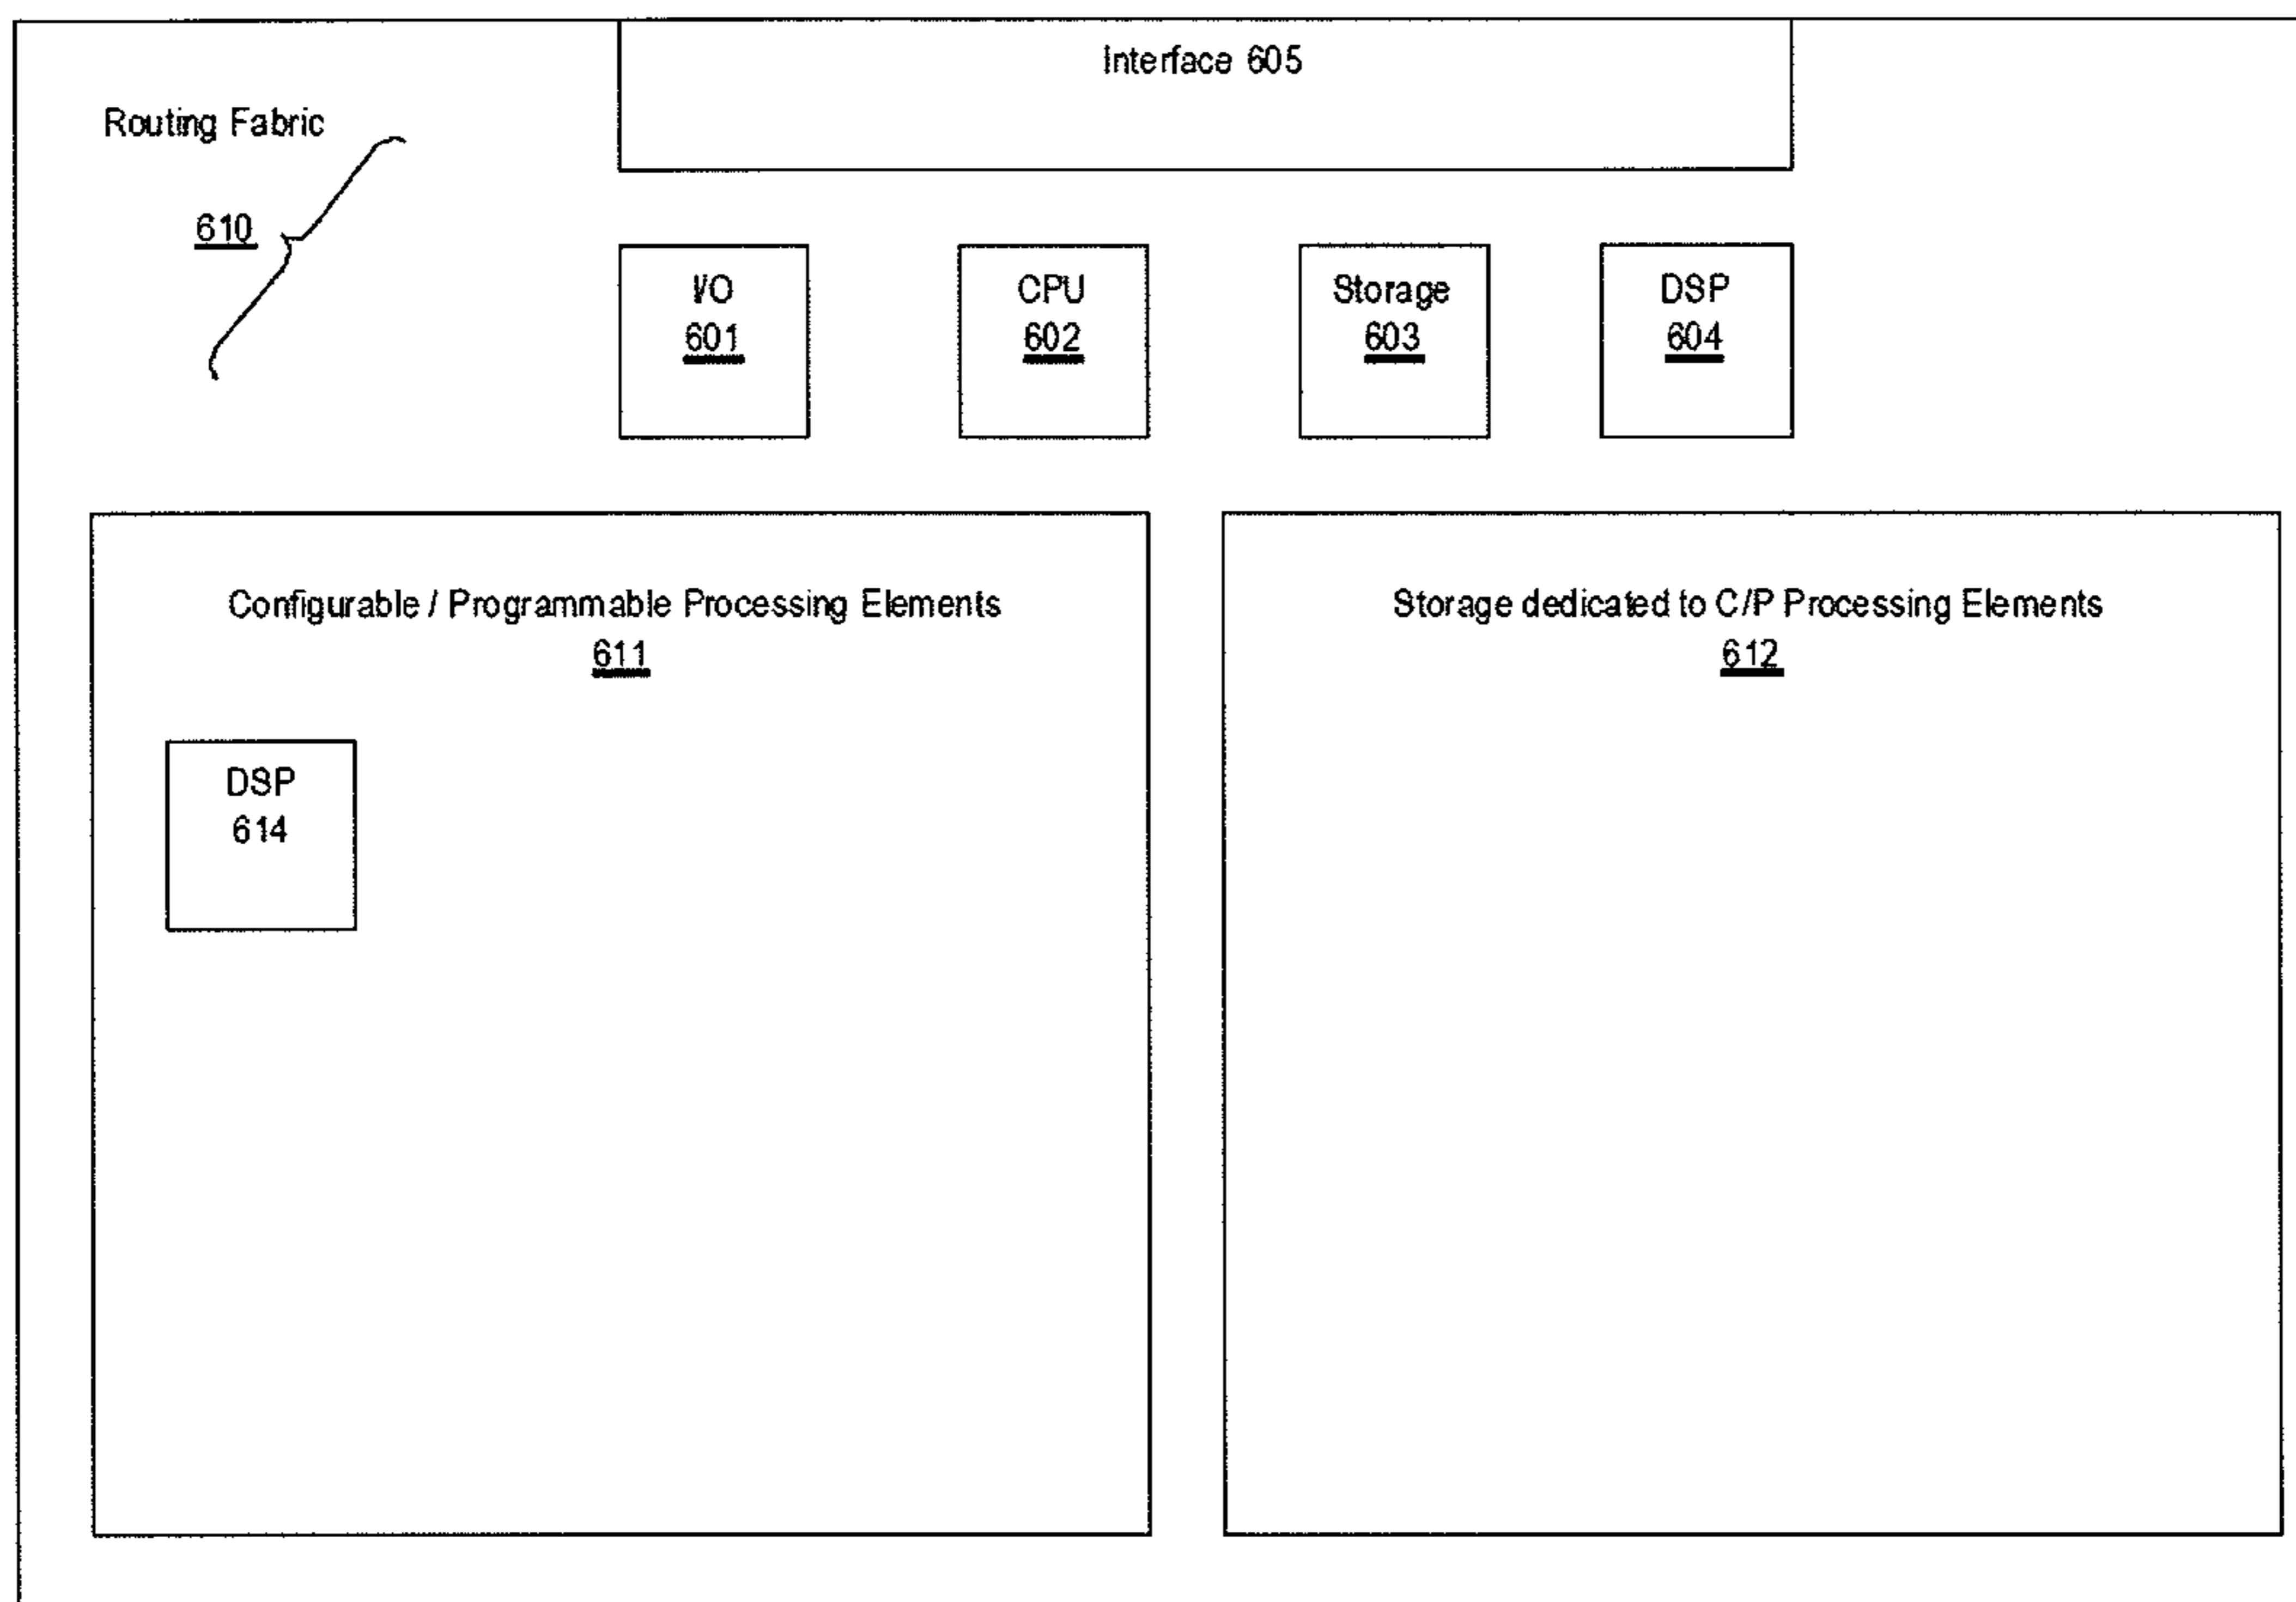 Interface 605
Routing Fabric
610
I/O
601
CPU
602
Storage
603
DSP
604
Configurable / Programmable Processing Elements
611
Storage dedicated to C/P Processing Elements
612
DSP
614